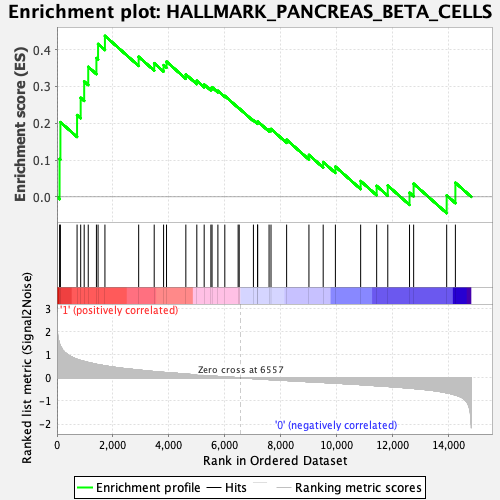 Enrichment plot: HALLMARK_PANCREAS_BETA_CELLS
Enrichment score (ES)
0.4
0.3
0.2
0.1
0.0
'1' (positively correlated)
Ranked list metric (Signal2Noise)
3
2
1
0
-1
-2
Zero cross at 6557
'0' (negatively correlated)
0 2,000 4,000 6,000 8,000 10,000 12,000 14,000
Rank in Ordered Dataset
Enrichment profile Hits Ranking metric scores